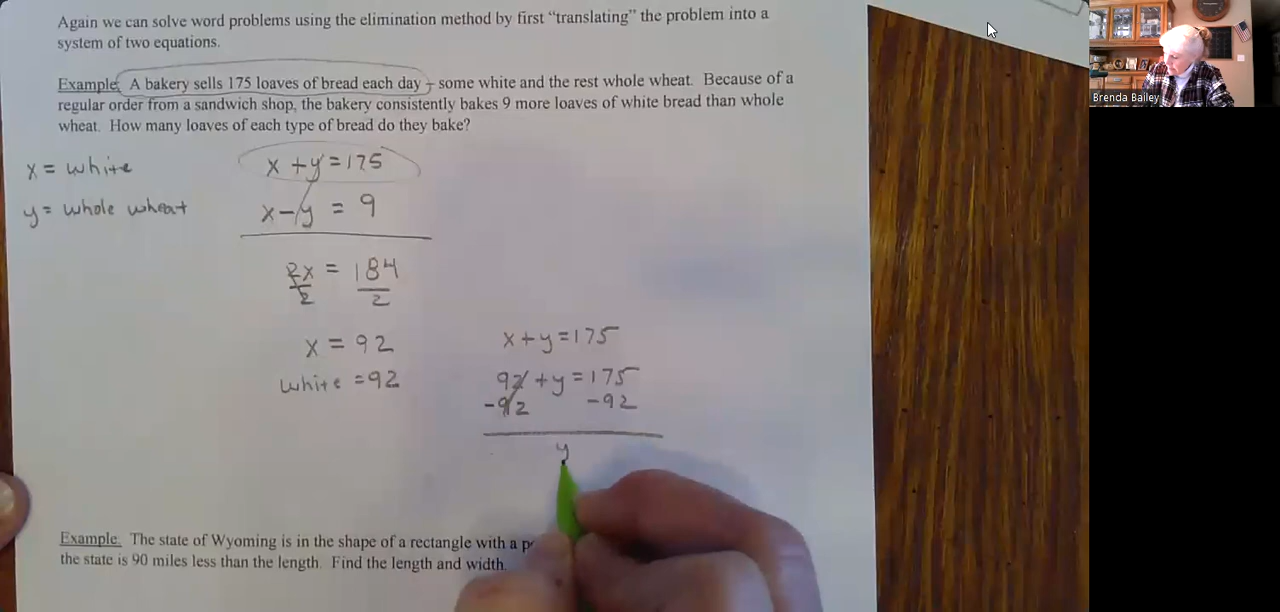 Again we can solve word problems using the elimination method by first “translating” the problem into a
system of two equations.
Example: A bakery sells 175 loaves of bread each day – some white and the rest whole wheat. Because of a
regular order from a sandwich shop, the bakery consistently bakes 9 more loaves of white bread than whole
wheat. How many loaves of each type of bread do they bake?
x = white
y = whole wheat
x + y = 175
x - y = 9
2x = 184
2 2
x = 92
white = 92
x + y = 175
92 + y = 175
-92 -92
y
Example: The state of Wyoming is in the shape of a rectangle with a
the state is 90 miles less than the length. Find the length and width.
Brenda Bailey